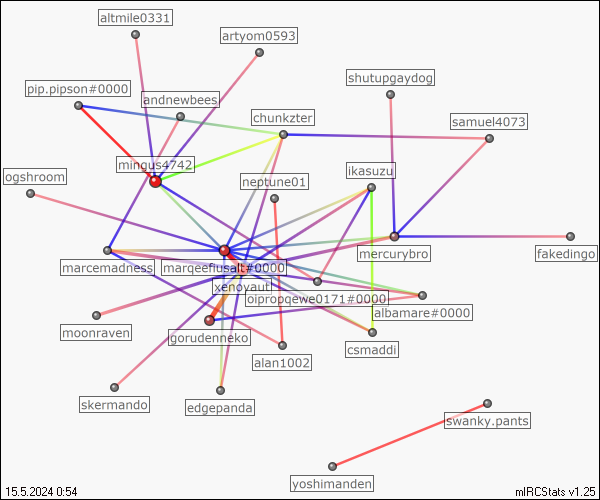 altmile0331
artyom0593
shutupgaydog
pip.pipson#0000
andnewbees
chunkzter
samuel4073
mingus4742
ogshroom
neptune01
ikasuzu
marcemadness
marqeefiusalt#0000
mercurybro
fakedingo
xenoyaut
oipropqewe0171#0000
moonraven
gorudenneko
albamare#0000
alan1002
csmaddi
skermando
edgepanda
swanky.pants
yoshimanden
15.5.2024 0:54
mIRCStats v1.25